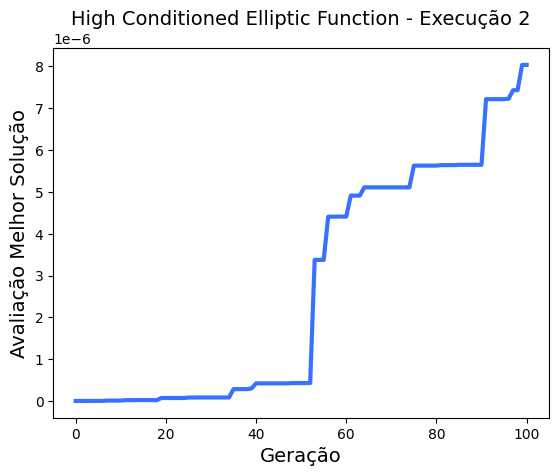 High Conditioned Elliptic Function - Execução 2
1e−6
8
7
6
5
4
3
2
1
0
Avaliação Melhor Solução
0 20 40 60 80 100
Geração